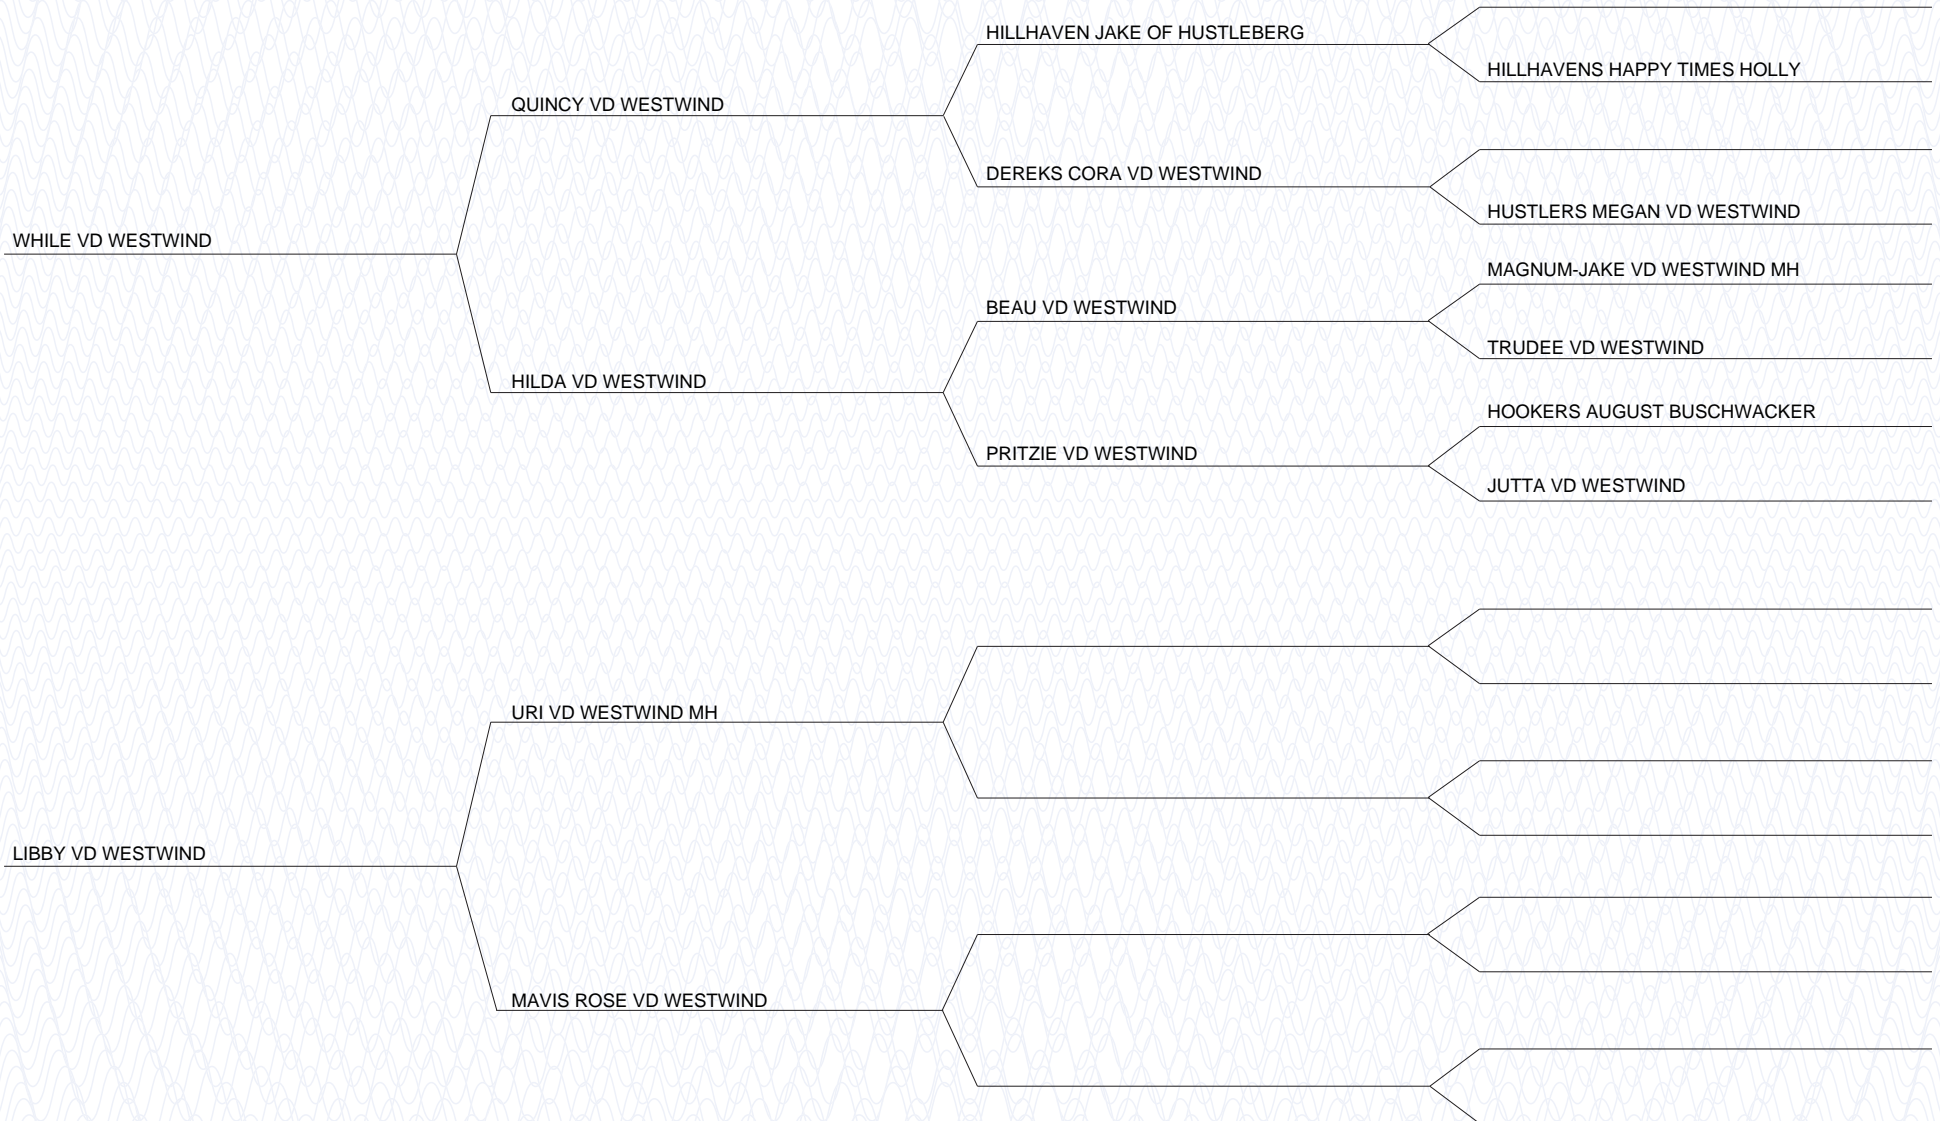 HILLHAVEN JAKE OF HUSTLEBERG
HILLHAVENS HAPPY TIMES HOLLY
QUINCY VD WESTWIND
DEREKS CORA VD WESTWIND
HUSTLERS MEGAN VD WESTWIND
WHILE VD WESTWIND
MAGNUM-JAKE VD WESTWIND MH
BEAU VD WESTWIND
TRUDEE VD WESTWIND
HILDA VD WESTWIND
HOOKERS AUGUST BUSCHWACKER
PRITZIE VD WESTWIND
JUTTA VD WESTWIND
URI VD WESTWIND MH
LIBBY VD WESTWIND
MAVIS ROSE VD WESTWIND